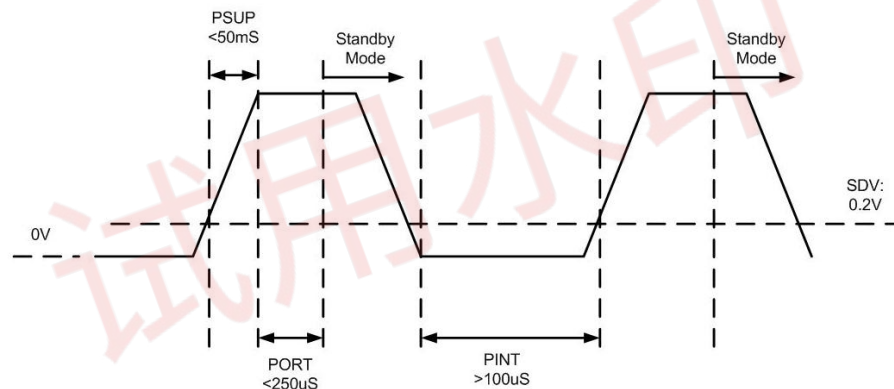 PSUP
<50mS
Standby
Mode
Standby
Mode
SDV:
0.2V
0V
PORT
<250uS
PINT
>100uS
试用水印